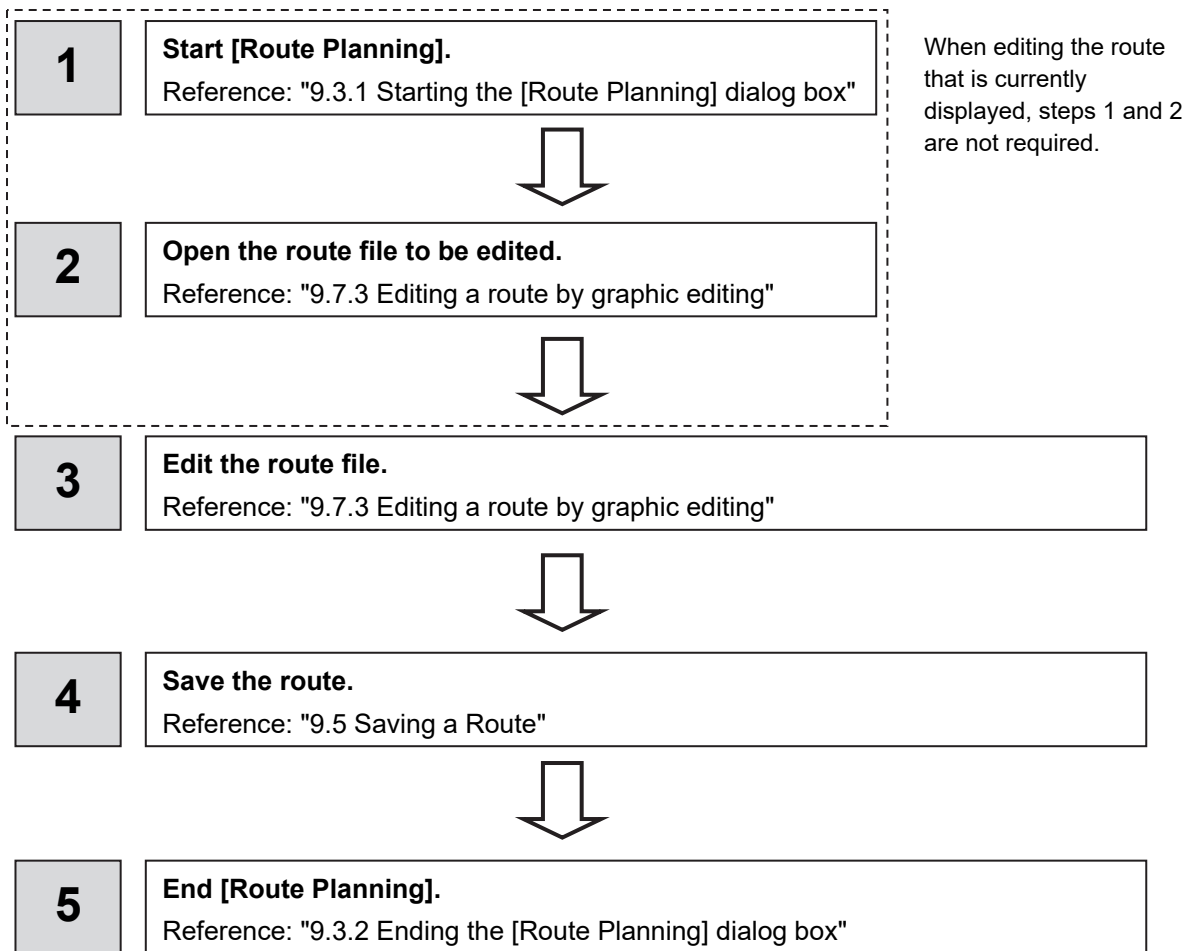 1
Start [Route Planning].
Reference: "9.3.1 Starting the [Route Planning] dialog box"
When editing the route
that is currently
displayed, steps 1 and 2
are not required.
2
Open the route file to be edited.
Reference: "9.7.3 Editing a route by graphic editing"
3
Edit the route file.
Reference: "9.7.3 Editing a route by graphic editing"
4
Save the route.
Reference: "9.5 Saving a Route"
5
End [Route Planning].
Reference: "9.3.2 Ending the [Route Planning] dialog box"